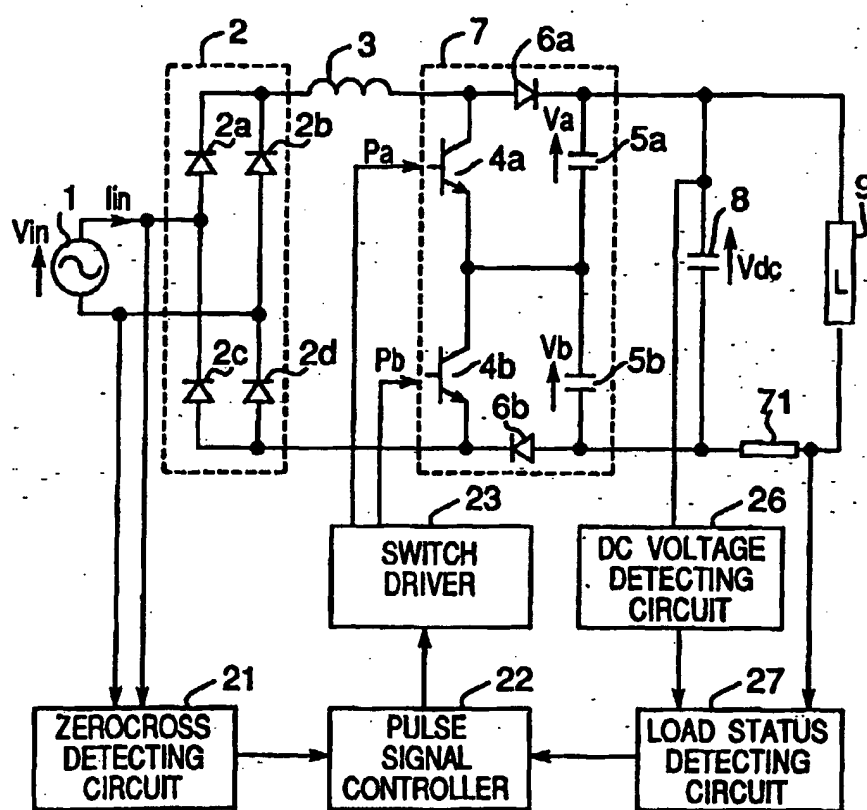 2
3
7
6a
2a
2b
Va
5a
Pa
4a
1
Iin
Vin
8
9
Vdc
L
2c
2d
Pb
4b
Vb
5b
6b
71
23
26
SWITCH
DRIVER
DC VOLTAGE
DETECTING
CIRCUIT
21
22
27
ZEROCROSS
DETECTING
CIRCUIT
PULSE
SIGNAL
CONTROLLER
LOAD STATUS
DETECTING
CIRCUIT